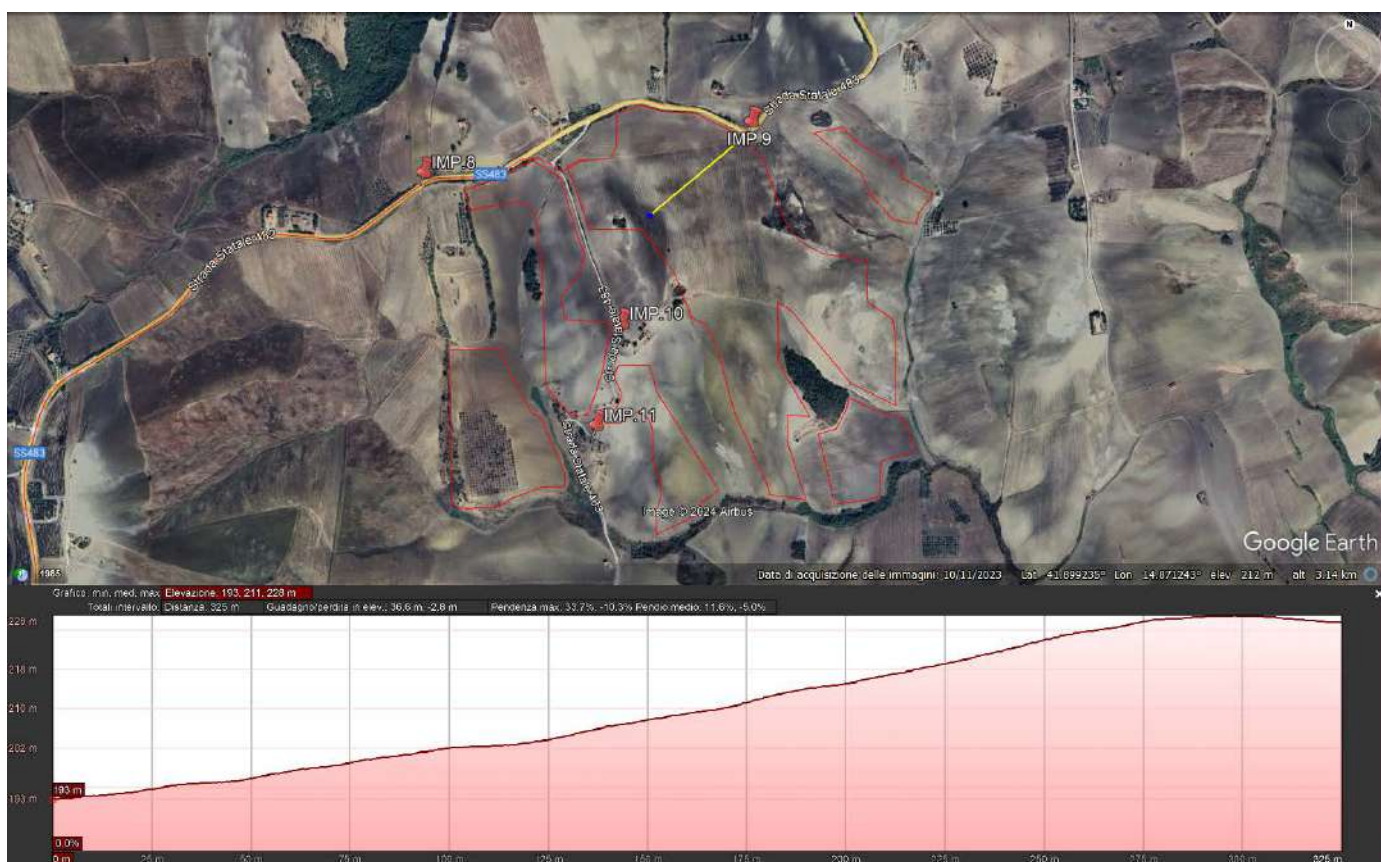 N
Strada Statale 483
IMP.9
IMP.8
SS483
Strada Statale 483
IMP.10
Strada Statale 483
IMP.11
SS483
Strada Statale 483
Image © 2024 Airbus
Google Earth
1985
Data di acquisizione delle immagini: 10/11/2023 Lat 41.899235° Lon 14.871243° elev 212 m alt 3.14 km
Grafico: min, med, max Elevazione: 193, 211, 228 m
Totali intervallo: Distanza: 325 m Guadagno/perdita in elev.: 36.6 m, -2.8 m Pendenza max: 33.7%, -10.3% Pendio medio: 11.6%, -5.0%
218 m
210 m
202 m
193 m
193 m
0.0%
0 m 25 m 50 m 75 m 100 m 125 m 150 m 175 m 200 m 225 m 250 m 275 m 300 m 325 m